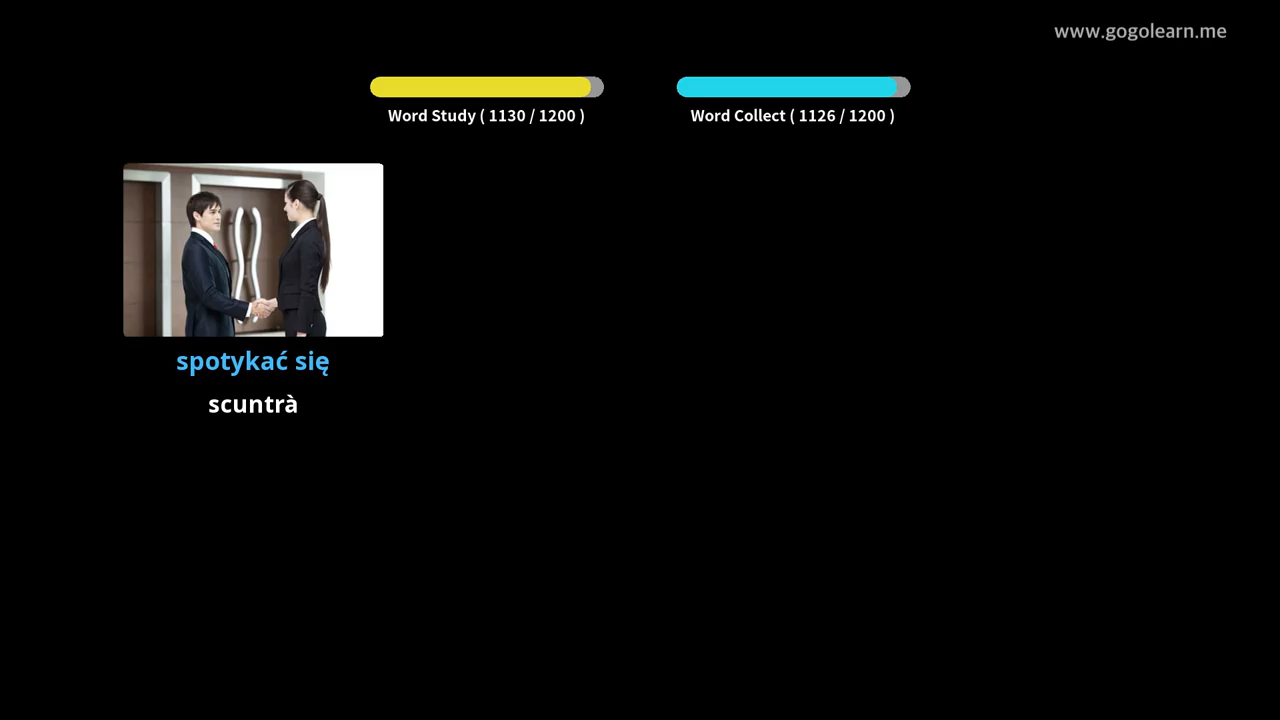 www.gogolearn.me
Word Study ( 1130 / 1200 )
Word Collect ( 1126 / 1200 )
spotykać się
scuntrà